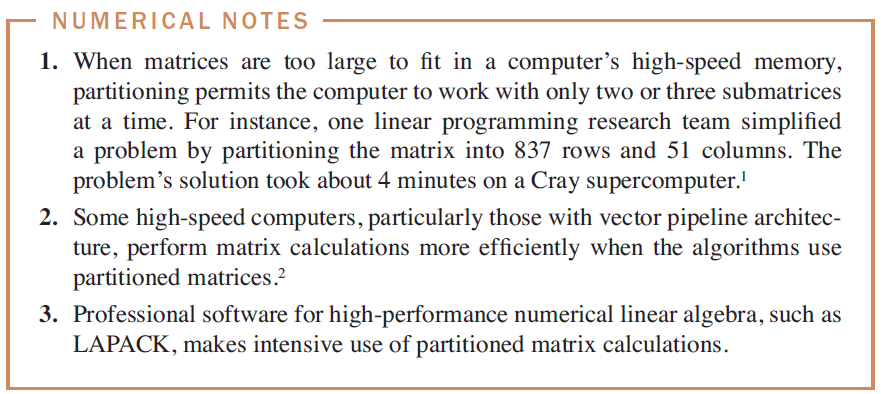 NUMERICAL NOTES
1. When matrices are too large to fit in a computer’s high-speed memory,
partitioning permits the computer to work with only two or three submatrices
at a time. For instance, one linear programming research team simplified
a problem by partitioning the matrix into 837 rows and 51 columns. The
problem’s solution took about 4 minutes on a Cray supercomputer.¹
2. Some high-speed computers, particularly those with vector pipeline architec-
ture, perform matrix calculations more efficiently when the algorithms use
partitioned matrices.²
3. Professional software for high-performance numerical linear algebra, such as
LAPACK, makes intensive use of partitioned matrix calculations.